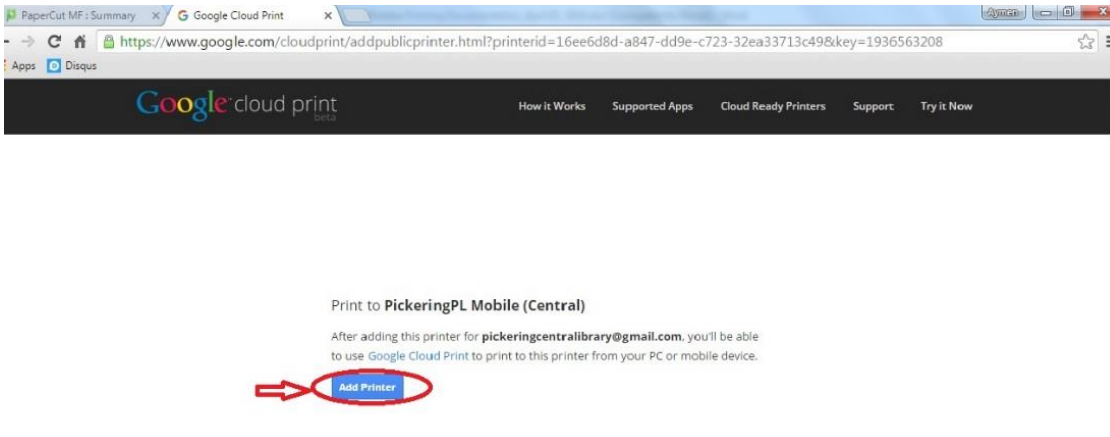 PaperCut MF : Summary × Google Cloud Print × Aymen
https://www.google.com/cloudprint/addpublicprinter.html?printerid=16ee6d8d-a847-dd9e-c723-32ea33713c49&key=1936563208
Apps Disqus
Google cloud print How it Works Supported Apps Cloud Ready Printers Support Try it Now
beta
Print to PickeringPL Mobile (Central)
After adding this printer for pickeringcentralibrary@gmail.com, you'll be able
to use Google Cloud Print to print to this printer from your PC or mobile device.
Add Printer